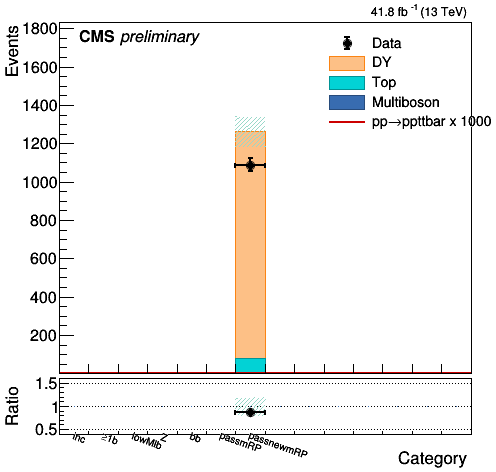 41.8 fb⁻¹ (13 TeV)
CMS preliminary
Events
1800
1600
1400
1200
1000
800
600
400
200
Data
DY
Top
Multiboson
pp→ppttbar x 1000
Ratio
1.5
1
0.5
inc
≥1b
lowMlb
Z
bb
passmRP
passnewmRP
Category